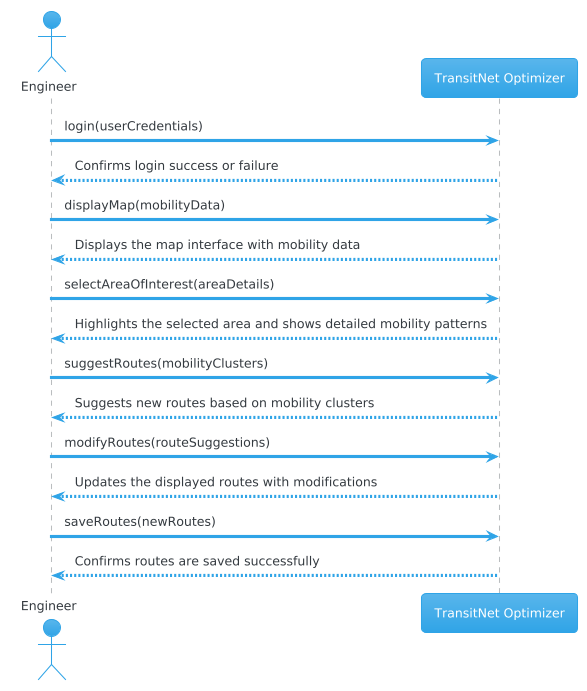 Engineer
TransitNet Optimizer
login(userCredentials)
Confirms login success or failure
displayMap(mobilityData)
Displays the map interface with mobility data
selectAreaOfInterest(areaDetails)
Highlights the selected area and shows detailed mobility patterns
suggestRoutes(mobilityClusters)
Suggests new routes based on mobility clusters
modifyRoutes(routeSuggestions)
Updates the displayed routes with modifications
saveRoutes(newRoutes)
Confirms routes are saved successfully
Engineer
TransitNet Optimizer